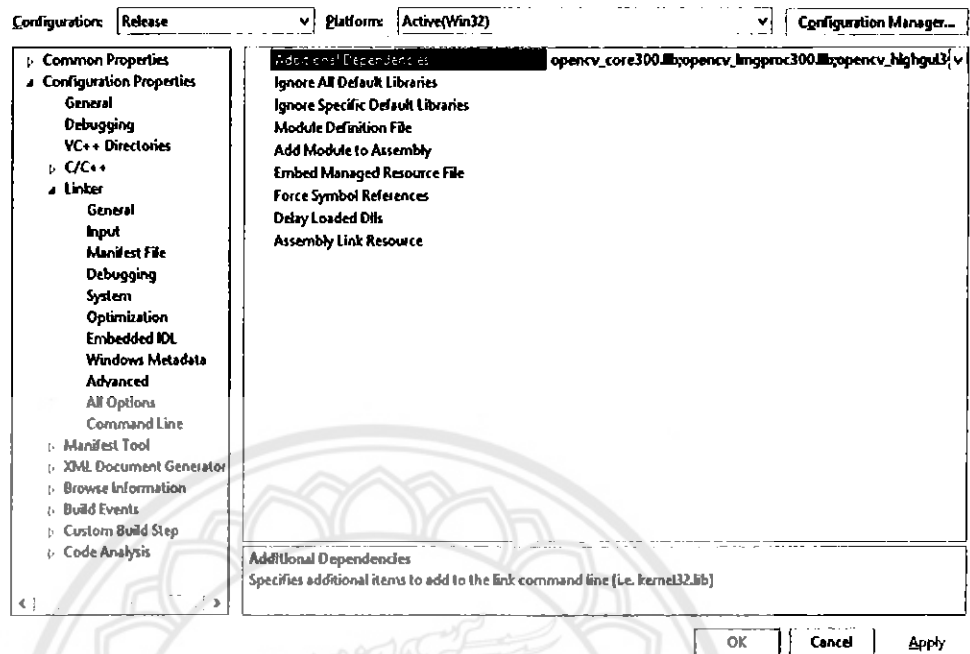 Configuration: Release Platform: Active(Win32) Configuration Manager...
Common Properties
Configuration Properties
General
Debugging
VC++ Directories
C/C++
Linker
General
Input
Manifest File
Debugging
System
Optimization
Embedded IDL
Windows Metadata
Advanced
All Options
Command Line
Manifest Tool
XML Document Generator
Browse Information
Build Events
Custom Build Step
Code Analysis
Additional Dependencies opencv_core300.lib;opencv_imgproc300.lib;opencv_highgui3
Ignore All Default Libraries
Ignore Specific Default Libraries
Module Definition File
Add Module to Assembly
Embed Managed Resource File
Force Symbol References
Delay Loaded Dlls
Assembly Link Resource
Additional Dependencies
Specifies additional items to add to the link command line (i.e. kernel32.lib)
OK Cancel Apply